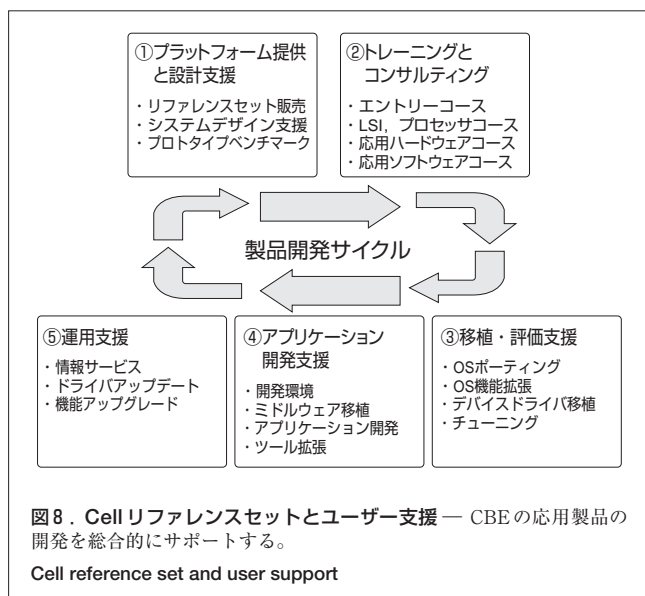 ①プラットフォーム提供
と設計支援
・リファレンスセット販売
・システムデザイン支援
・プロトタイプベンチマーク
②トレーニングと
コンサルティング
・エントリーコース
・LSI，プロセッサコース
・応用ハードウェアコース
・応用ソフトウェアコース
製品開発サイクル
⑤運用支援
・情報サービス
・ドライバアップデート
・機能アップグレード
④アプリケーション
開発支援
・開発環境
・ミドルウェア移植
・アプリケーション開発
・ツール拡張
③移植・評価支援
・OSポーティング
・OS機能拡張
・デバイスドライバ移植
・チューニング
図8．Cellリファレンスセットとユーザー支援 — CBEの応用製品の
開発を総合的にサポートする。
Cell reference set and user support